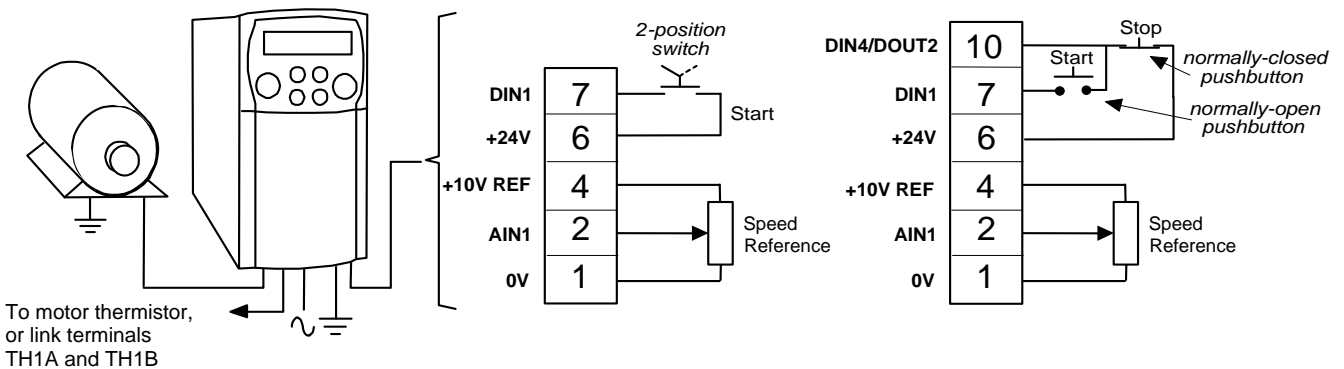 2-position
switch
DIN1 7
Start
+24V 6
+10V REF 4
AIN1 2
Speed
Reference
0V 1
Stop
DIN4/DOUT2 10
normally-closed
pushbutton
Start
DIN1 7
normally-open
pushbutton
+24V 6
+10V REF 4
AIN1 2
Speed
Reference
0V 1
To motor thermistor,
or link terminals
TH1A and TH1B